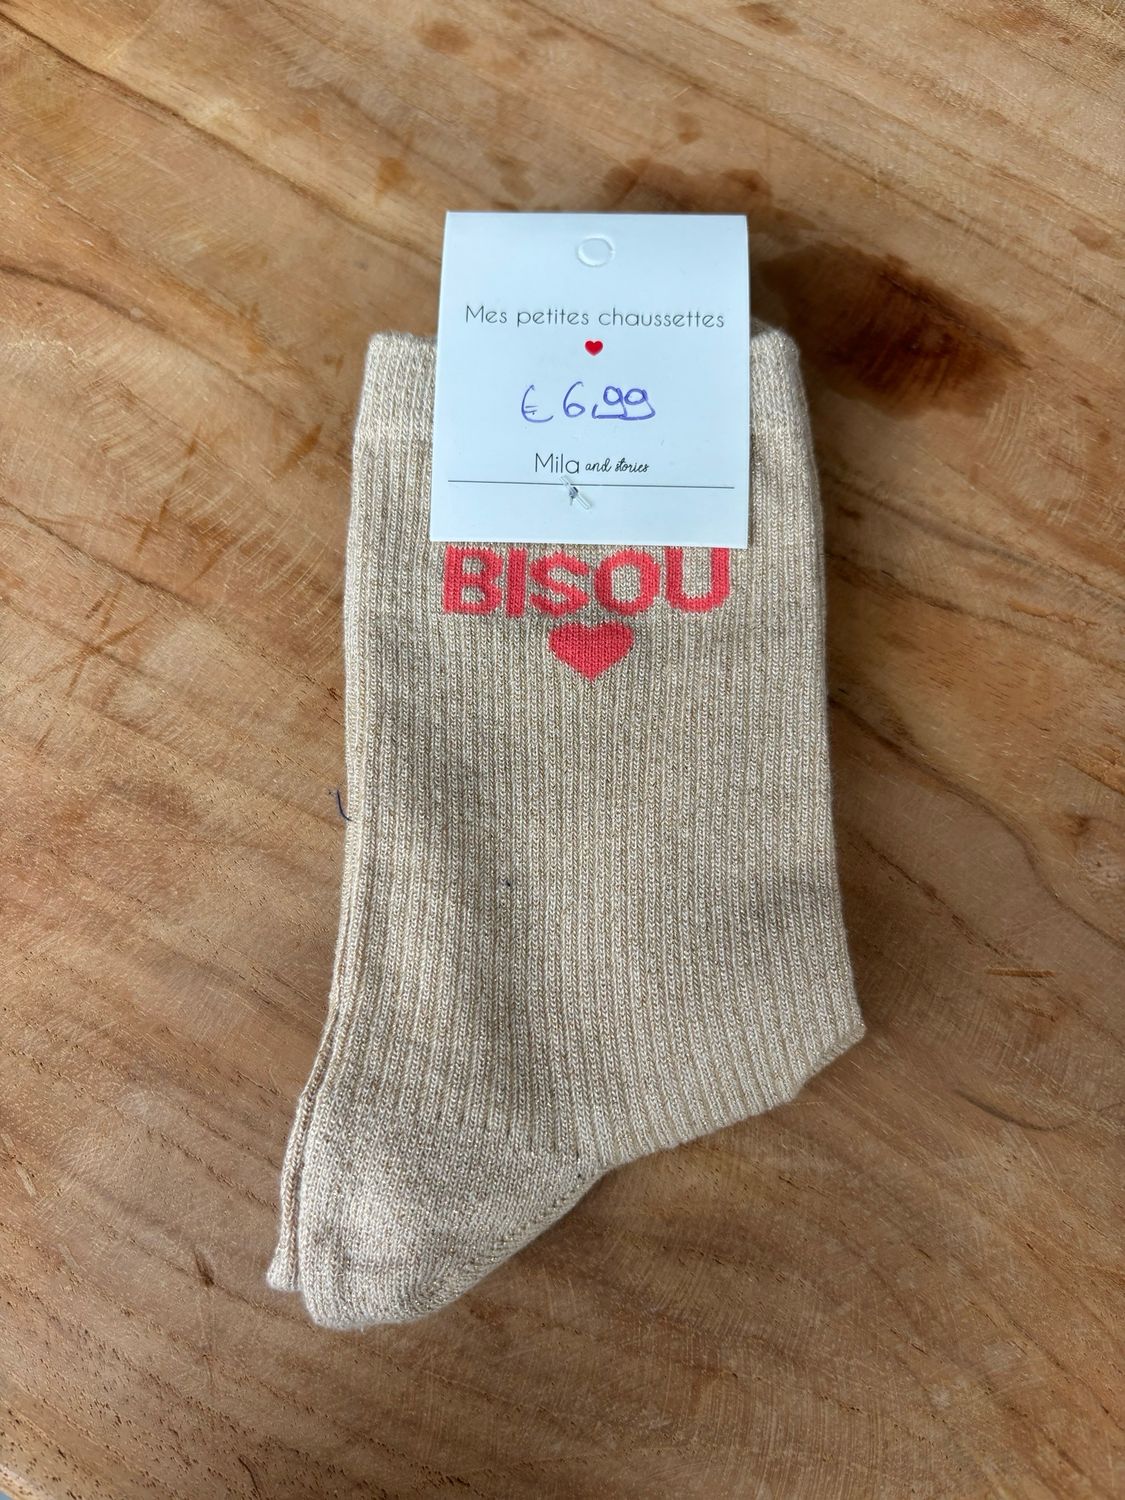 Mes petites chaussettes
€ 6,99
Mila and stories
BISOU